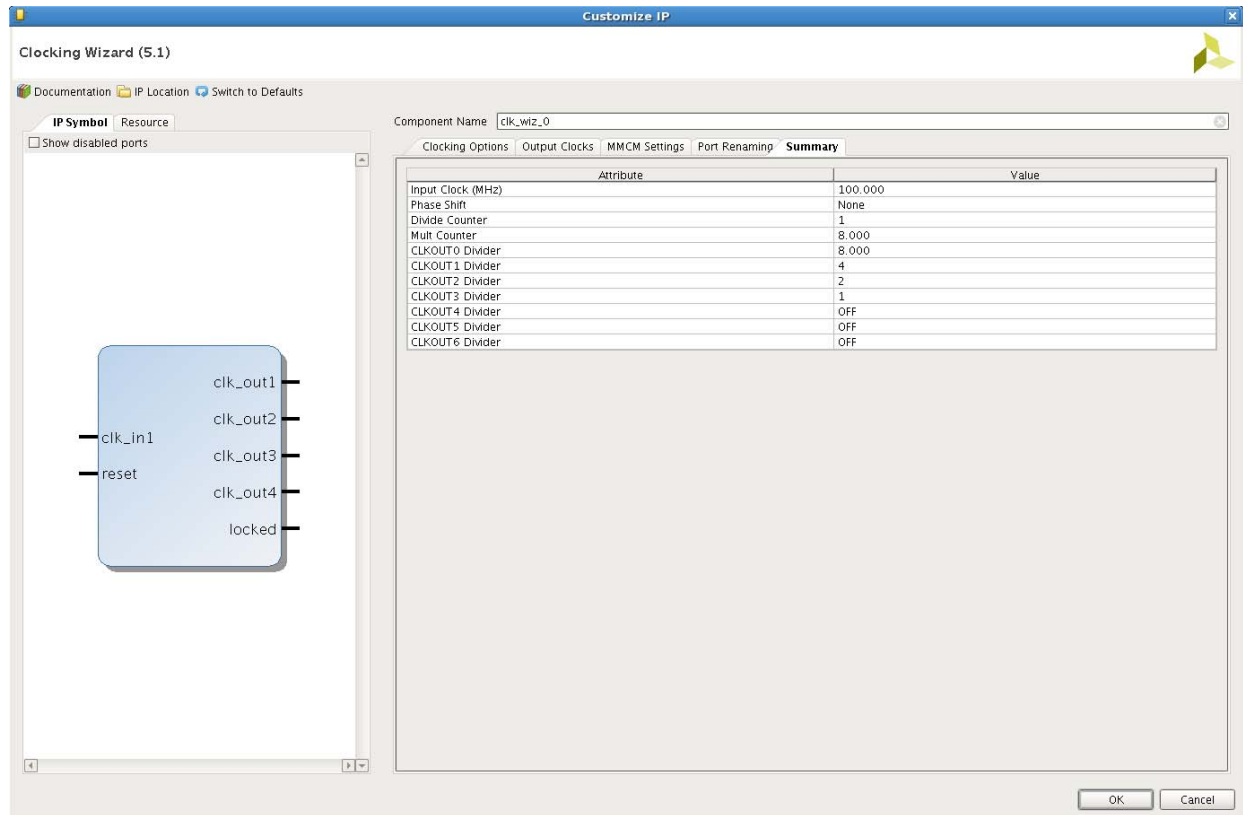 Customize IP
Clocking Wizard (5.1)
Documentation IP Location Switch to Defaults
IP Symbol Resource
Show disabled ports
clk_in1
reset
clk_out1
clk_out2
clk_out3
clk_out4
locked
Component Name clk_wiz_0
Clocking Options Output Clocks MMCM Settings Port Renaming Summary
Attribute Value
Input Clock (MHz) 100.000
Phase Shift None
Divide Counter 1
Mult Counter 8.000
CLKOUT0 Divider 8.000
CLKOUT1 Divider 4
CLKOUT2 Divider 2
CLKOUT3 Divider 1
CLKOUT4 Divider OFF
CLKOUT5 Divider OFF
CLKOUT6 Divider OFF
OK Cancel